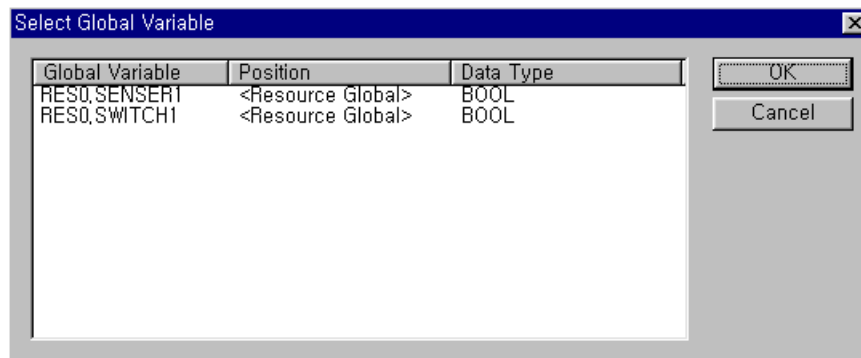 Select Global Variable
Global Variable Position Data Type
RES0.SENSER1 <Resource Global> BOOL
RES0.SWITCH1 <Resource Global> BOOL
OK
Cancel